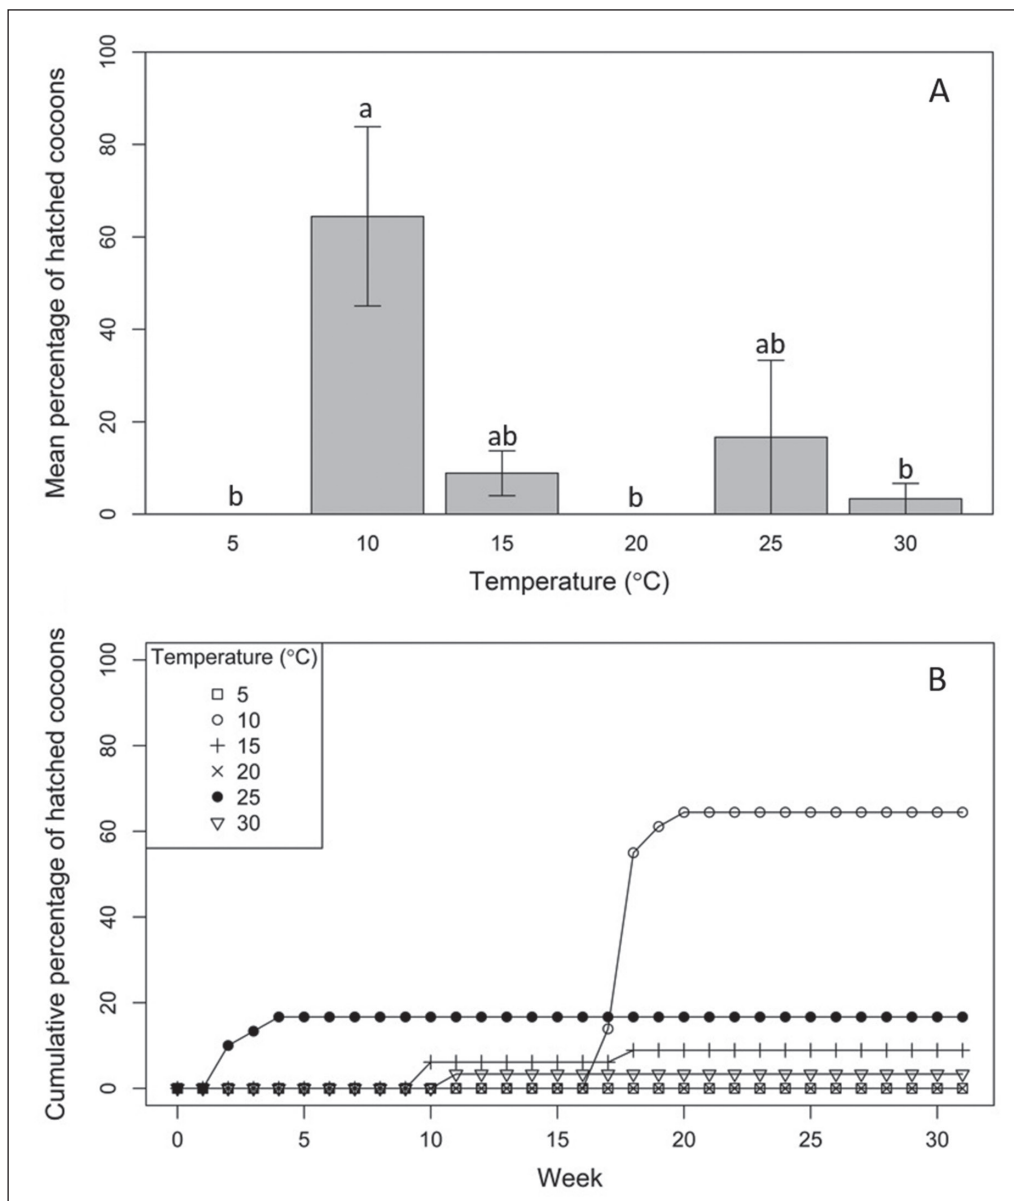 A
Mean percentage of hatched cocoons
100
80
60
40
20
0
a
ab
ab
b
b
b
5 10 15 20 25 30
Temperature (°C)
B
Cumulative percentage of hatched cocoons
100
80
60
40
20
0
Temperature (°C)
5
10
15
20
25
30
0 5 10 15 20 25 30
Week